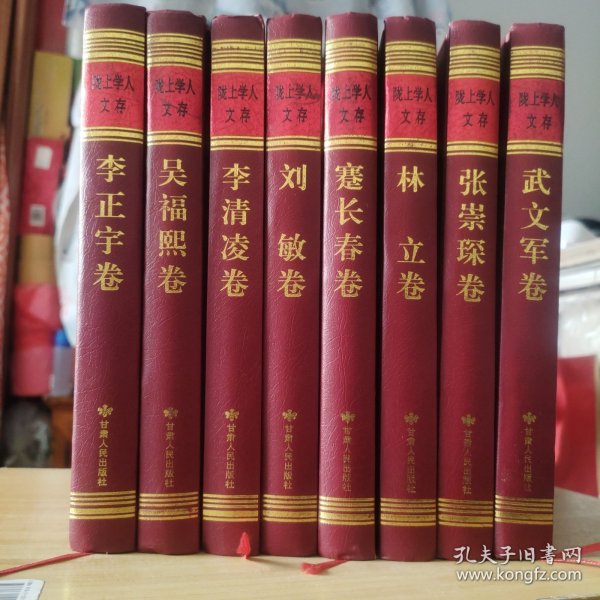 陇上学人
文存
李正宇卷
甘肃人民出版社
陇上学人
文存
吴福熙卷
甘肃人民出版社
陇上学人
文存
李清凌卷
甘肃人民出版社
陇上学人
文存
刘敏卷
甘肃人民出版社
陇上学人
文存
蹇长春卷
甘肃人民出版社
陇上学人
文存
林立卷
甘肃人民出版社
陇上学人
文存
张崇琛卷
甘肃人民出版社
陇上学人
文存
武文军卷
甘肃人民出版社
孔夫子旧书网
www.kongfz.com